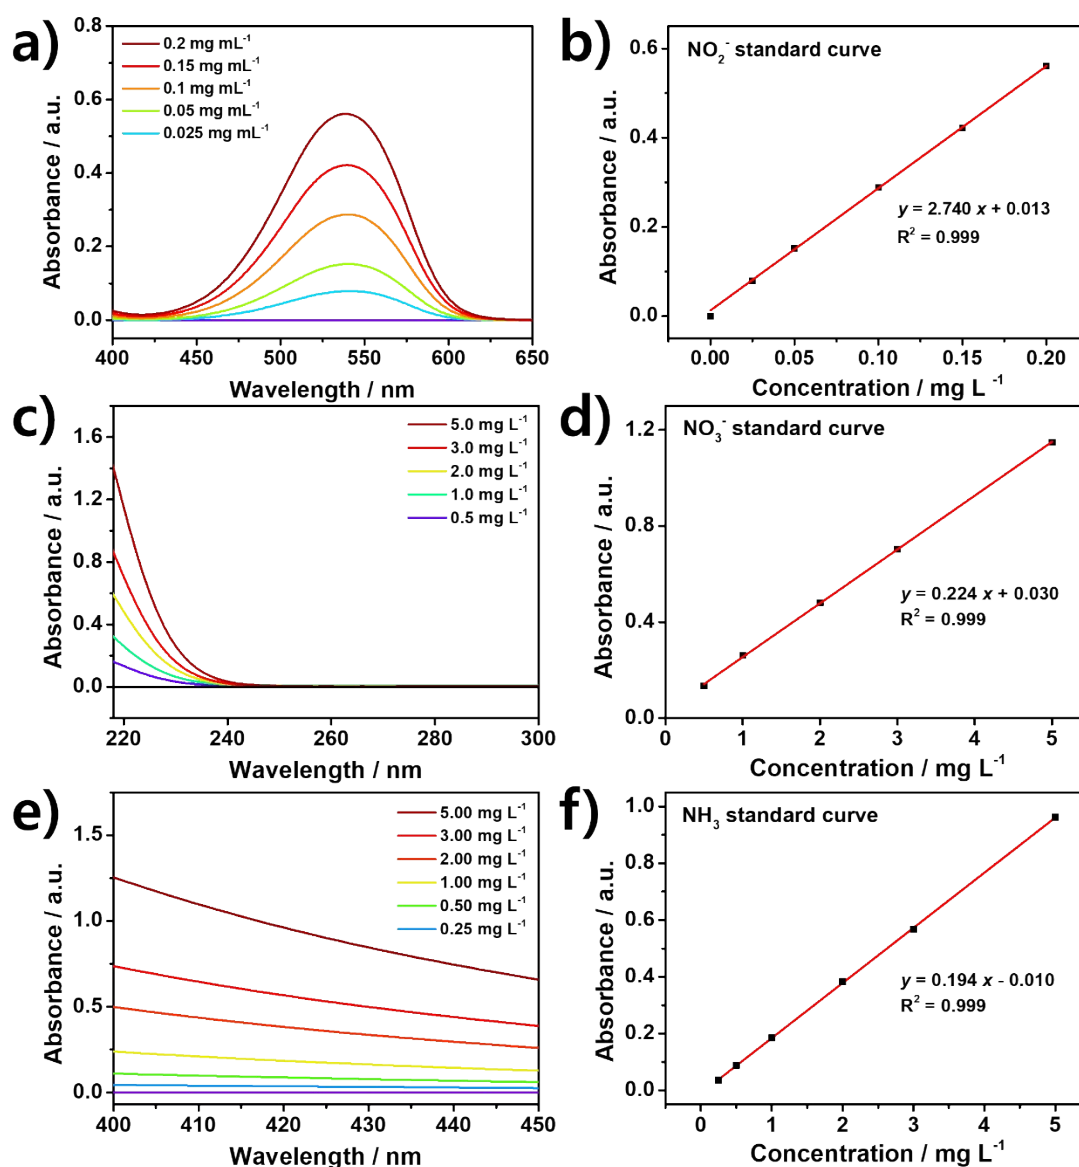 a)
0.8
0.6
0.4
0.2
0.0
Absorbance / a.u.
0.2 mg mL⁻¹
0.15 mg mL⁻¹
0.1 mg mL⁻¹
0.05 mg mL⁻¹
0.025 mg mL⁻¹
400 450 500 550 600 650
Wavelength / nm
b)
0.6
0.4
0.2
0.0
Absorbance / a.u.
NO₂⁻ standard curve
y = 2.740 x + 0.013
R² = 0.999
0.00 0.05 0.10 0.15 0.20
Concentration / mg L⁻¹
c)
1.6
1.2
0.8
0.4
0.0
Absorbance / a.u.
5.0 mg L⁻¹
3.0 mg L⁻¹
2.0 mg L⁻¹
1.0 mg L⁻¹
0.5 mg L⁻¹
220 240 260 280 300
Wavelength / nm
d)
1.2
0.8
0.4
0.0
Absorbance / a.u.
NO₃⁻ standard curve
y = 0.224 x + 0.030
R² = 0.999
0 1 2 3 4 5
Concentration / mg L⁻¹
e)
1.5
1.0
0.5
0.0
Absorbance / a.u.
5.00 mg L⁻¹
3.00 mg L⁻¹
2.00 mg L⁻¹
1.00 mg L⁻¹
0.50 mg L⁻¹
0.25 mg L⁻¹
400 410 420 430 440 450
Wavelength / nm
f)
1.0
0.8
0.6
0.4
0.2
0.0
Absorbance / a.u.
NH₃ standard curve
y = 0.194 x - 0.010
R² = 0.999
0 1 2 3 4 5
Concentration / mg L⁻¹